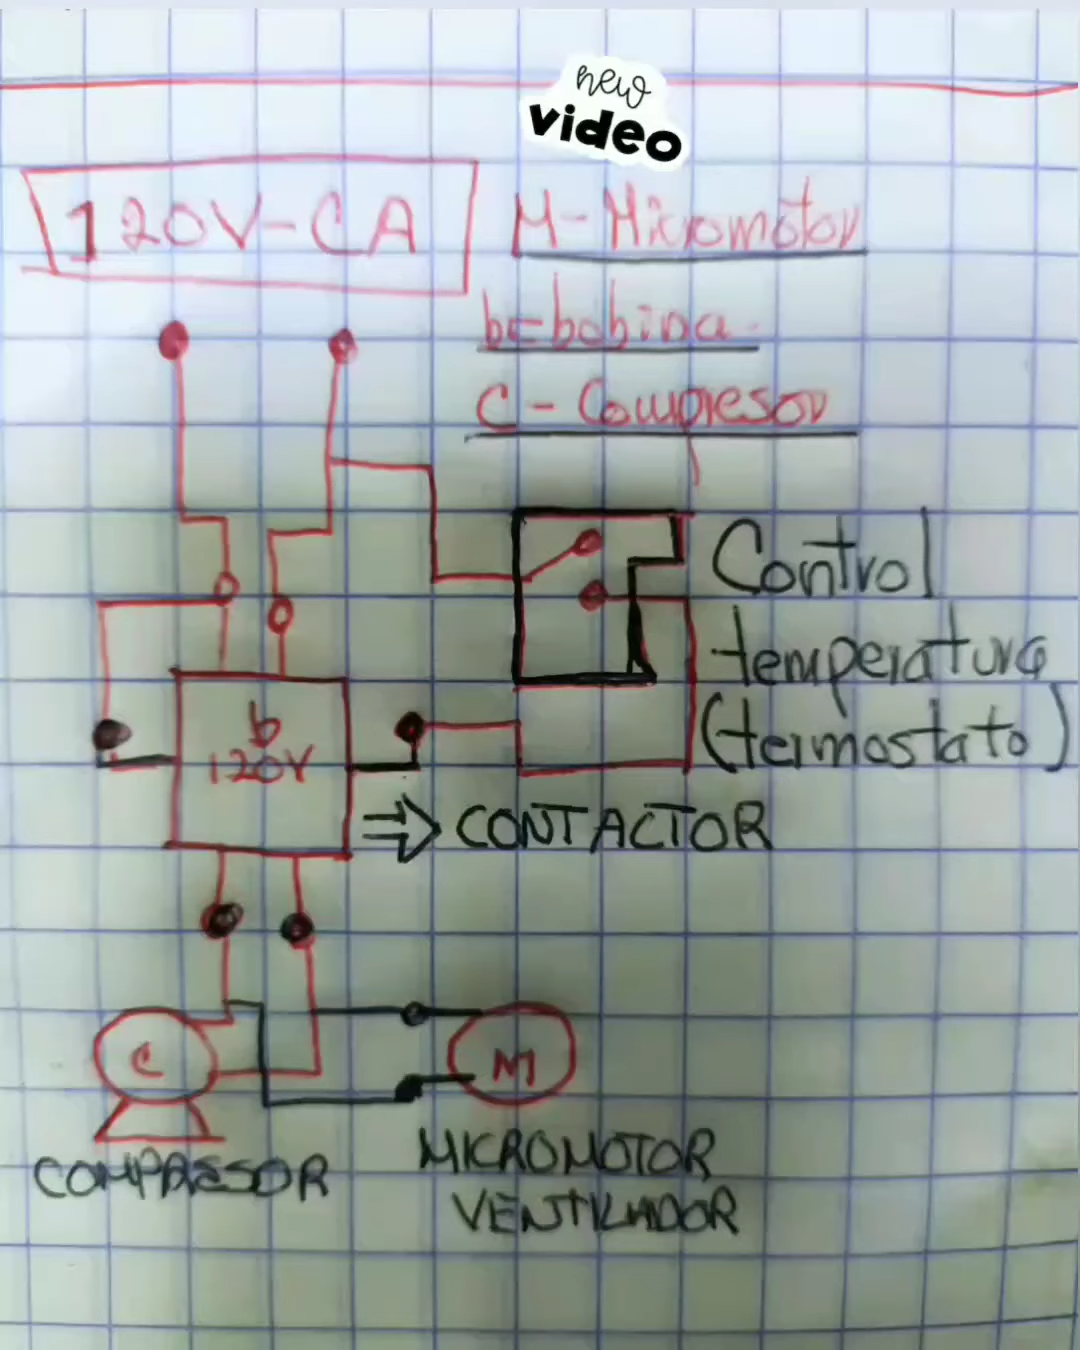 new
video
120V-CA
M-Micromotor
b=bobina.
C-Compresor
Control
temperatura
(termostato)
b
120V
⇒ CONTACTOR
C
M
COMPRESOR
MICROMOTOR
VENTILADOR